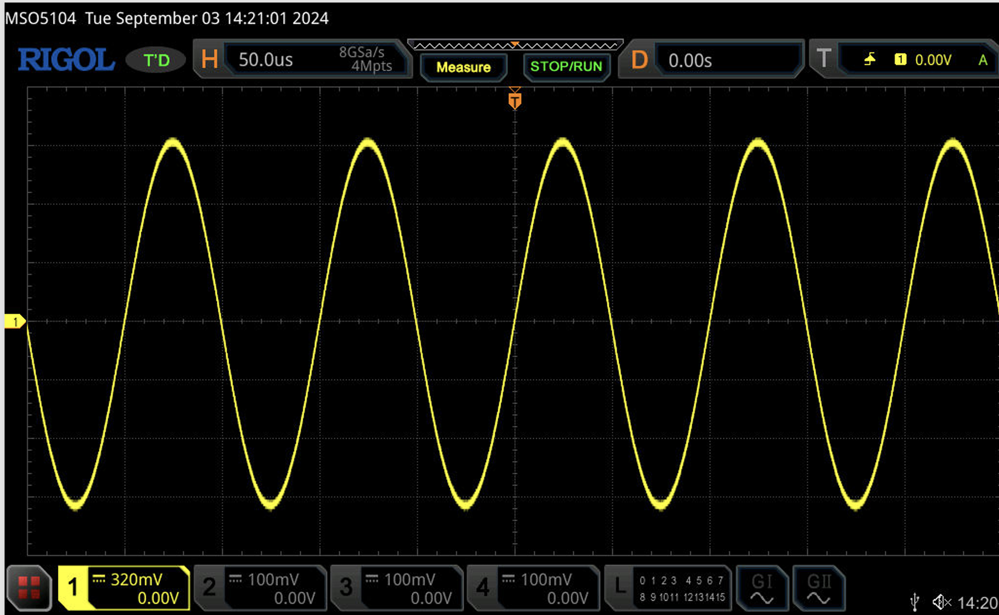 MSO5104 Tue September 03 14:21:01 2024
RIGOL T'D H 50.0us 8GSa/s 4Mpts Measure STOP/RUN D 0.00s T 1 0.00V A
T
1
1 320mV 0.00V
2 100mV 0.00V
3 100mV 0.00V
4 100mV 0.00V
L 0 1 2 3 4 5 6 7
8 9 10 11 12 13 14 15
GI GII
14:20